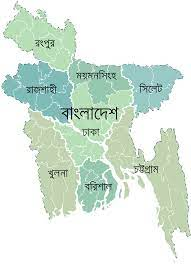 রংপুর
ময়মনসিংহ
সিলেট
রাজশাহী
বাংলাদেশ
ঢাকা
খুলনা
বরিশাল
চট্টগ্রাম